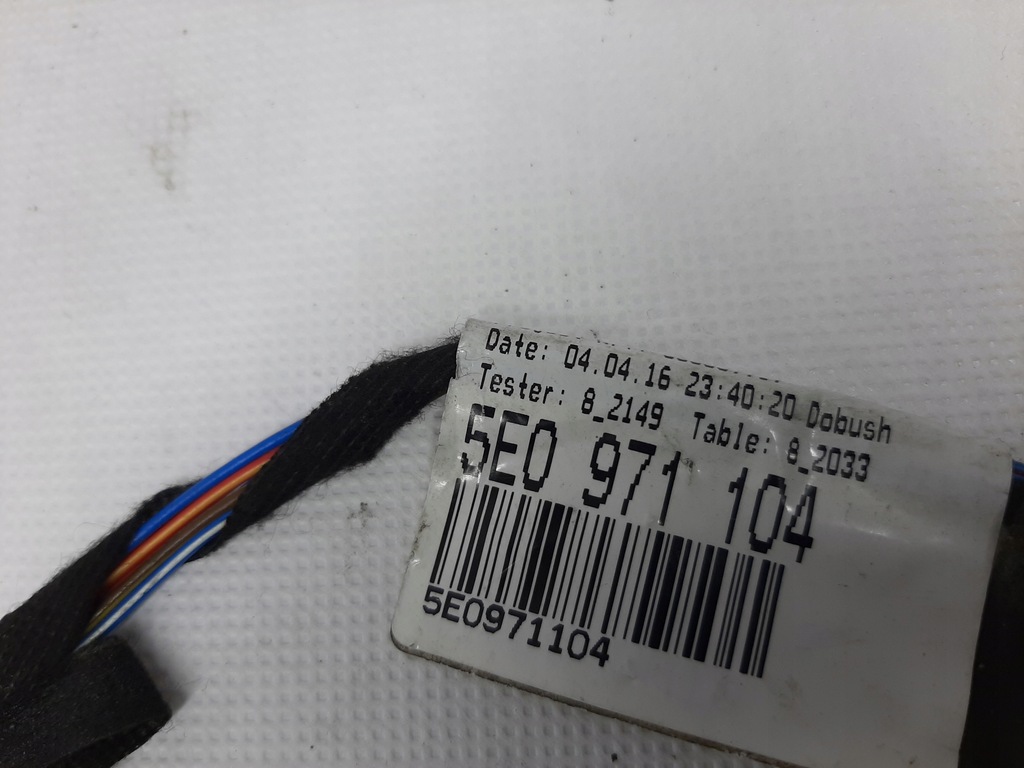 Date: 04.04.16 23:40:20 Dobush
Tester: 8_2149 Table: 8_2033
5E0 971 104
5E0971104